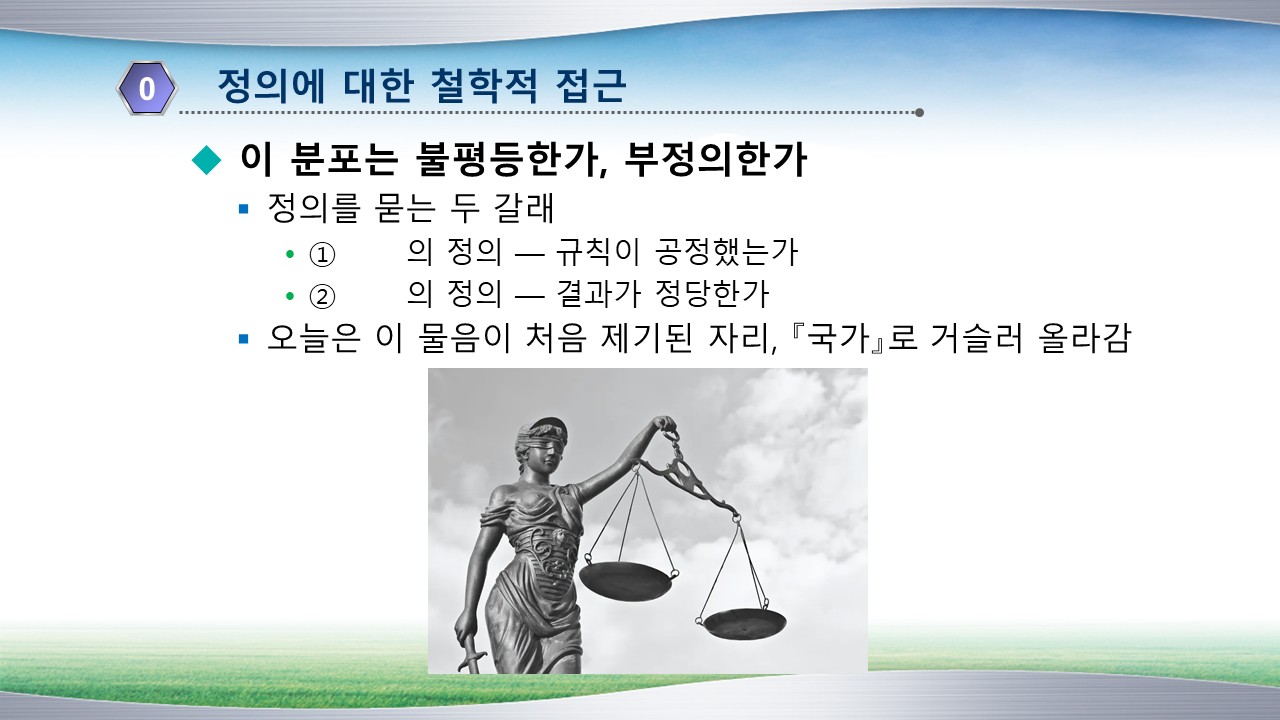 0
정의에 대한 철학적 접근
이 분포는 불평등한가, 부정의한가
정의를 묻는 두 갈래
① 의 정의 — 규칙이 공정했는가
② 의 정의 — 결과가 정당한가
오늘은 이 물음이 처음 제기된 자리, 『국가』로 거슬러 올라감